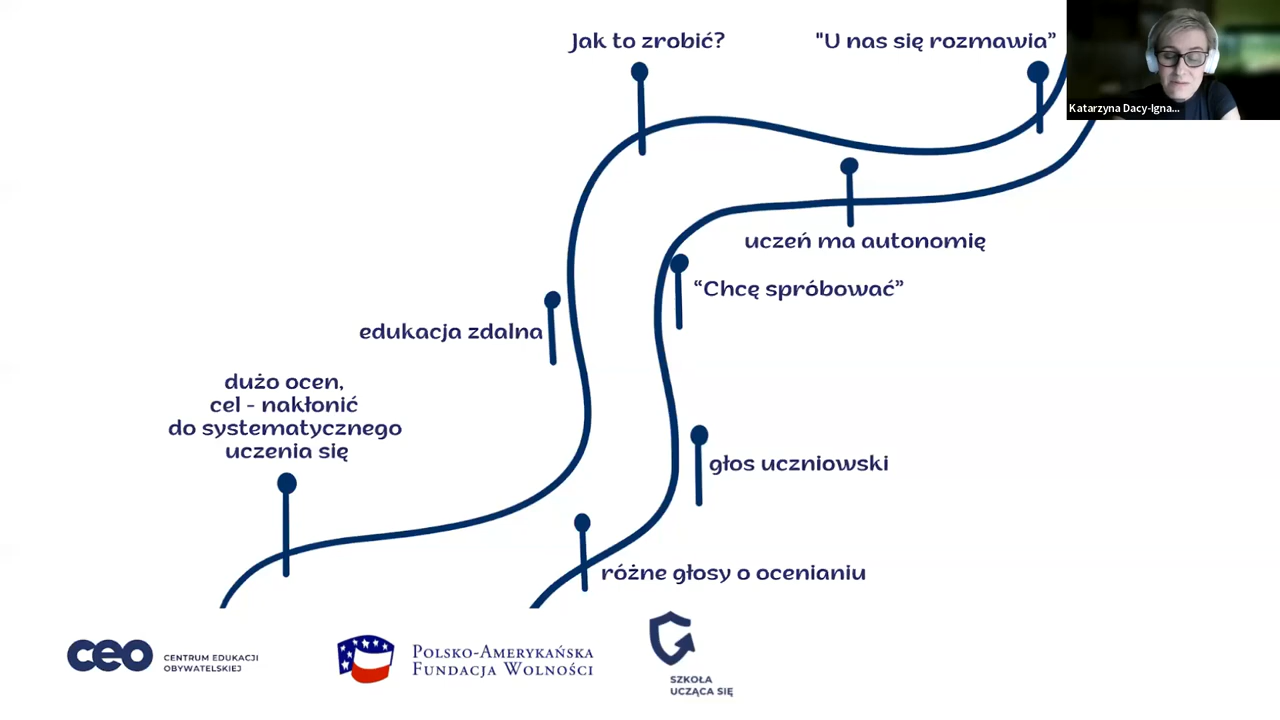 Jak to zrobić?
"U nas się rozmawia”
Katarzyna Dacy-Igna...
uczeń ma autonomię
“Chcę spróbować”
edukacja zdalna
dużo ocen,
cel - nakłonić
do systematycznego
uczenia się
głos uczniowski
różne głosy o ocenianiu
ceo
CENTRUM EDUKACJI
OBYWATELSKIEJ
POLSKO-AMERYKAŃSKA
FUNDACJA WOLNOŚCI
SZKOŁA
UCZĄCA SIĘ